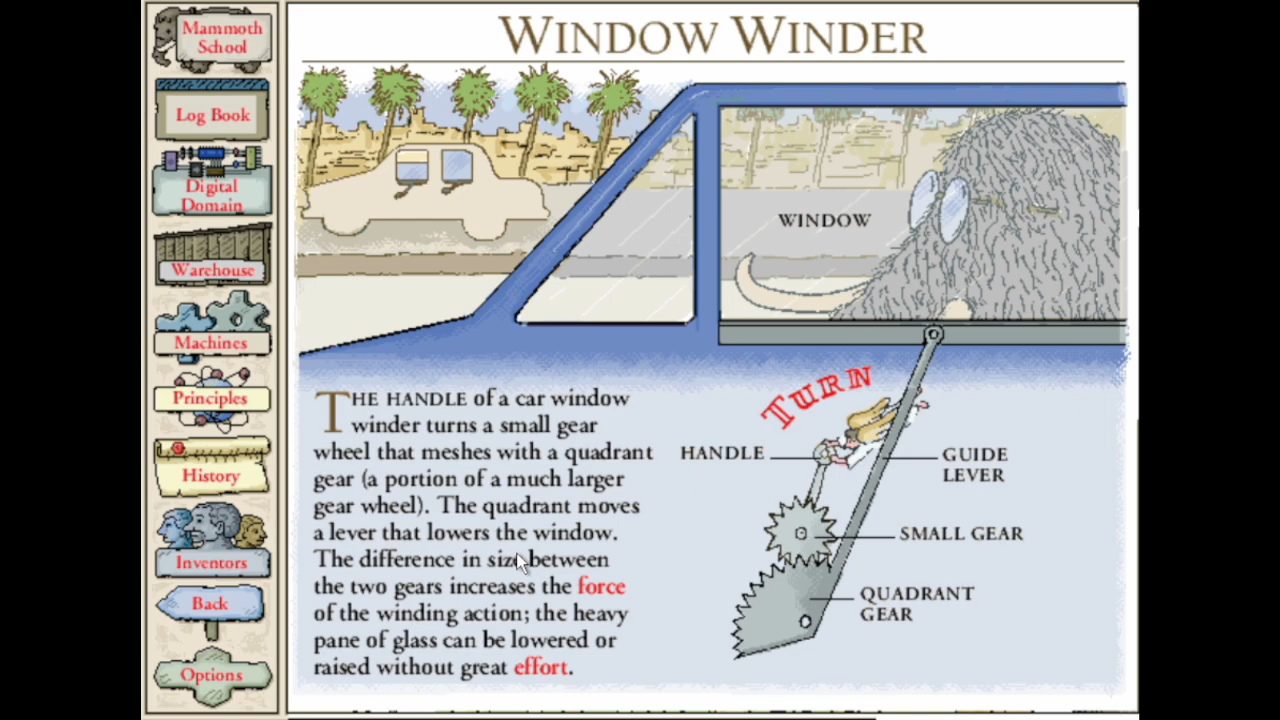 Mammoth
School
Log Book
Digital
Domain
Warehouse
Machines
Principles
History
Inventors
Back
Options
WINDOW WINDER
WINDOW
THE HANDLE of a car window
winder turns a small gear
wheel that meshes with a quadrant
gear (a portion of a much larger
gear wheel). The quadrant moves
a lever that lowers the window.
The difference in size between
the two gears increases the force
of the winding action; the heavy
pane of glass can be lowered or
raised without great effort.
TURN
HANDLE
GUIDE
LEVER
SMALL GEAR
QUADRANT
GEAR